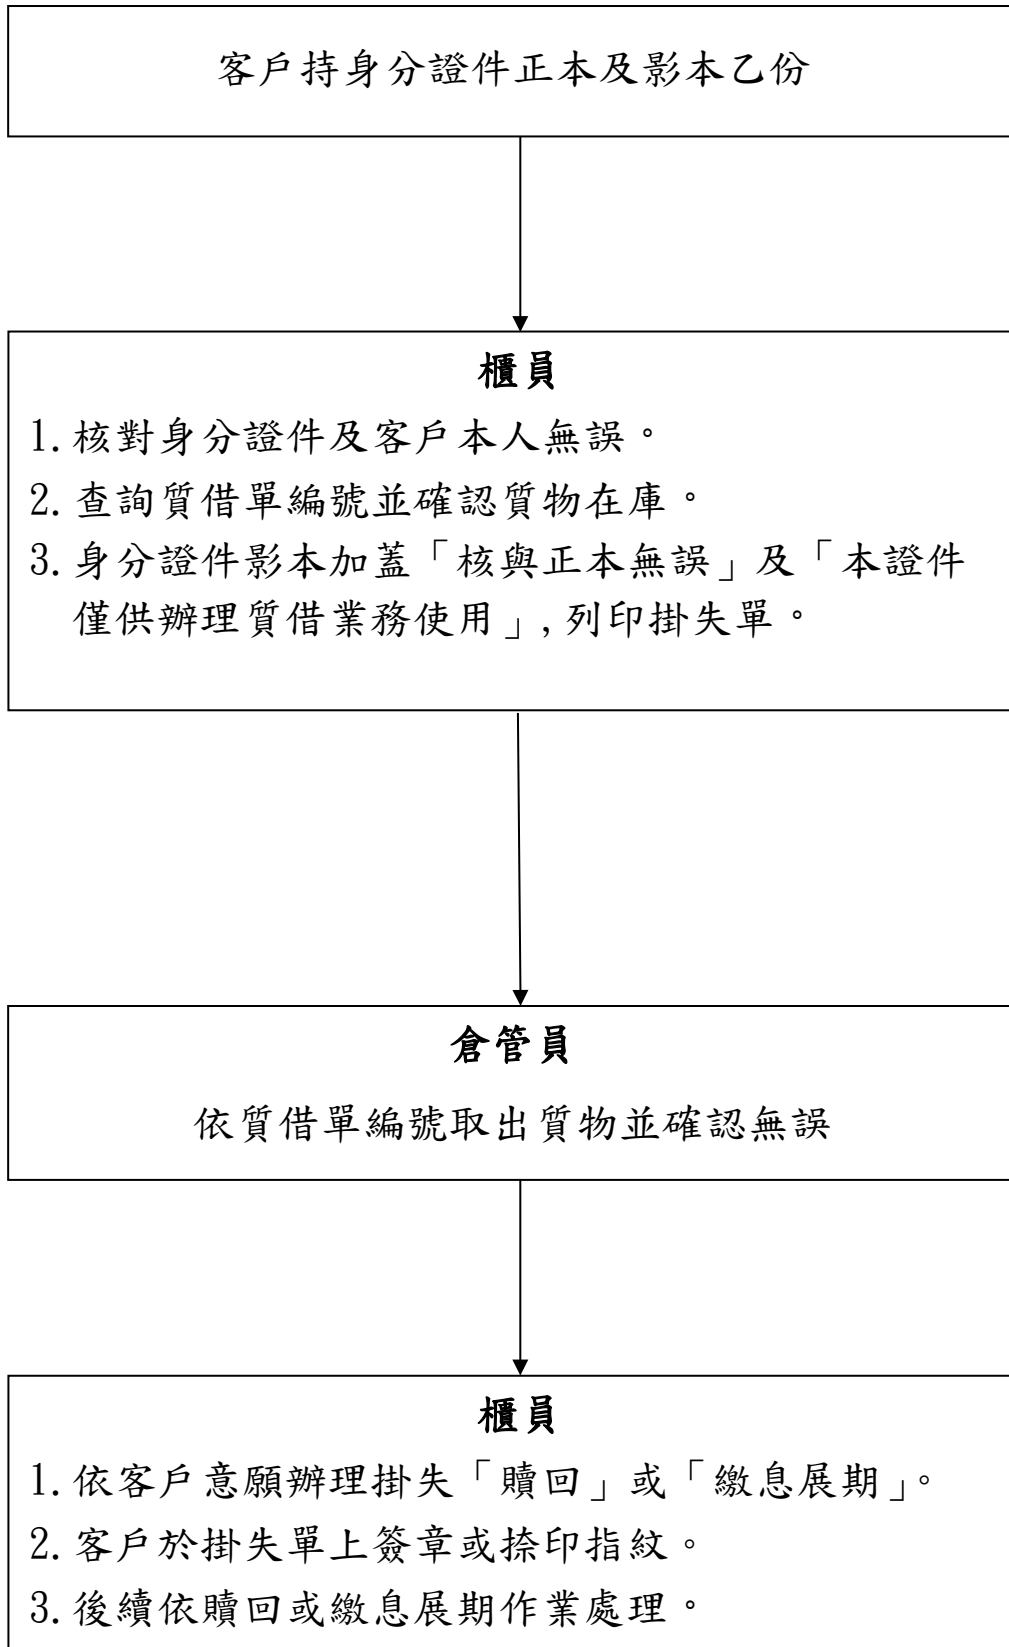 客戶持身分證件正本及影本乙份
櫃員
1. 核對身分證件及客戶本人無誤。
2. 查詢質借單編號並確認質物在庫。
3. 身分證件影本加蓋「核與正本無誤」及「本證件
僅供辦理質借業務使用」, 列印掛失單。
倉管員
依質借單編號取出質物並確認無誤
櫃員
1. 依客戶意願辦理掛失「贖回」或「繳息展期」。
2. 客戶於掛失單上簽章或捺印指紋。
3. 後續依贖回或繳息展期作業處理。